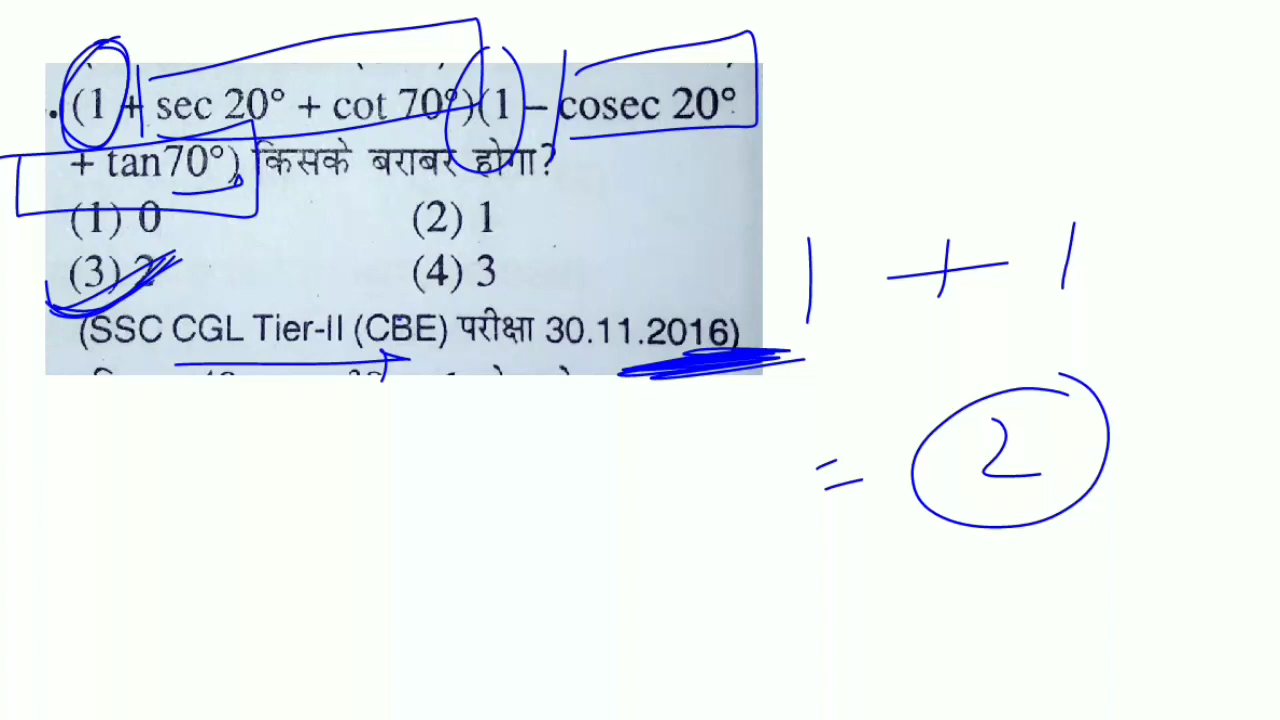 .(1 + sec 20° + cot 70°)(1 – cosec 20°
+ tan70°) किसके बराबर होगा?
(1) 0 (2) 1
(3) 2 (4) 3
(SSC CGL Tier-II (CBE) परीक्षा 30.11.2016)
1 + 1
= 2